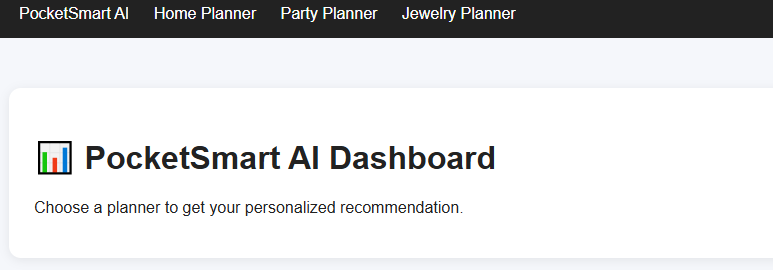 PocketSmart AI Home Planner Party Planner Jewelry Planner
PocketSmart AI Dashboard
Choose a planner to get your personalized recommendation.